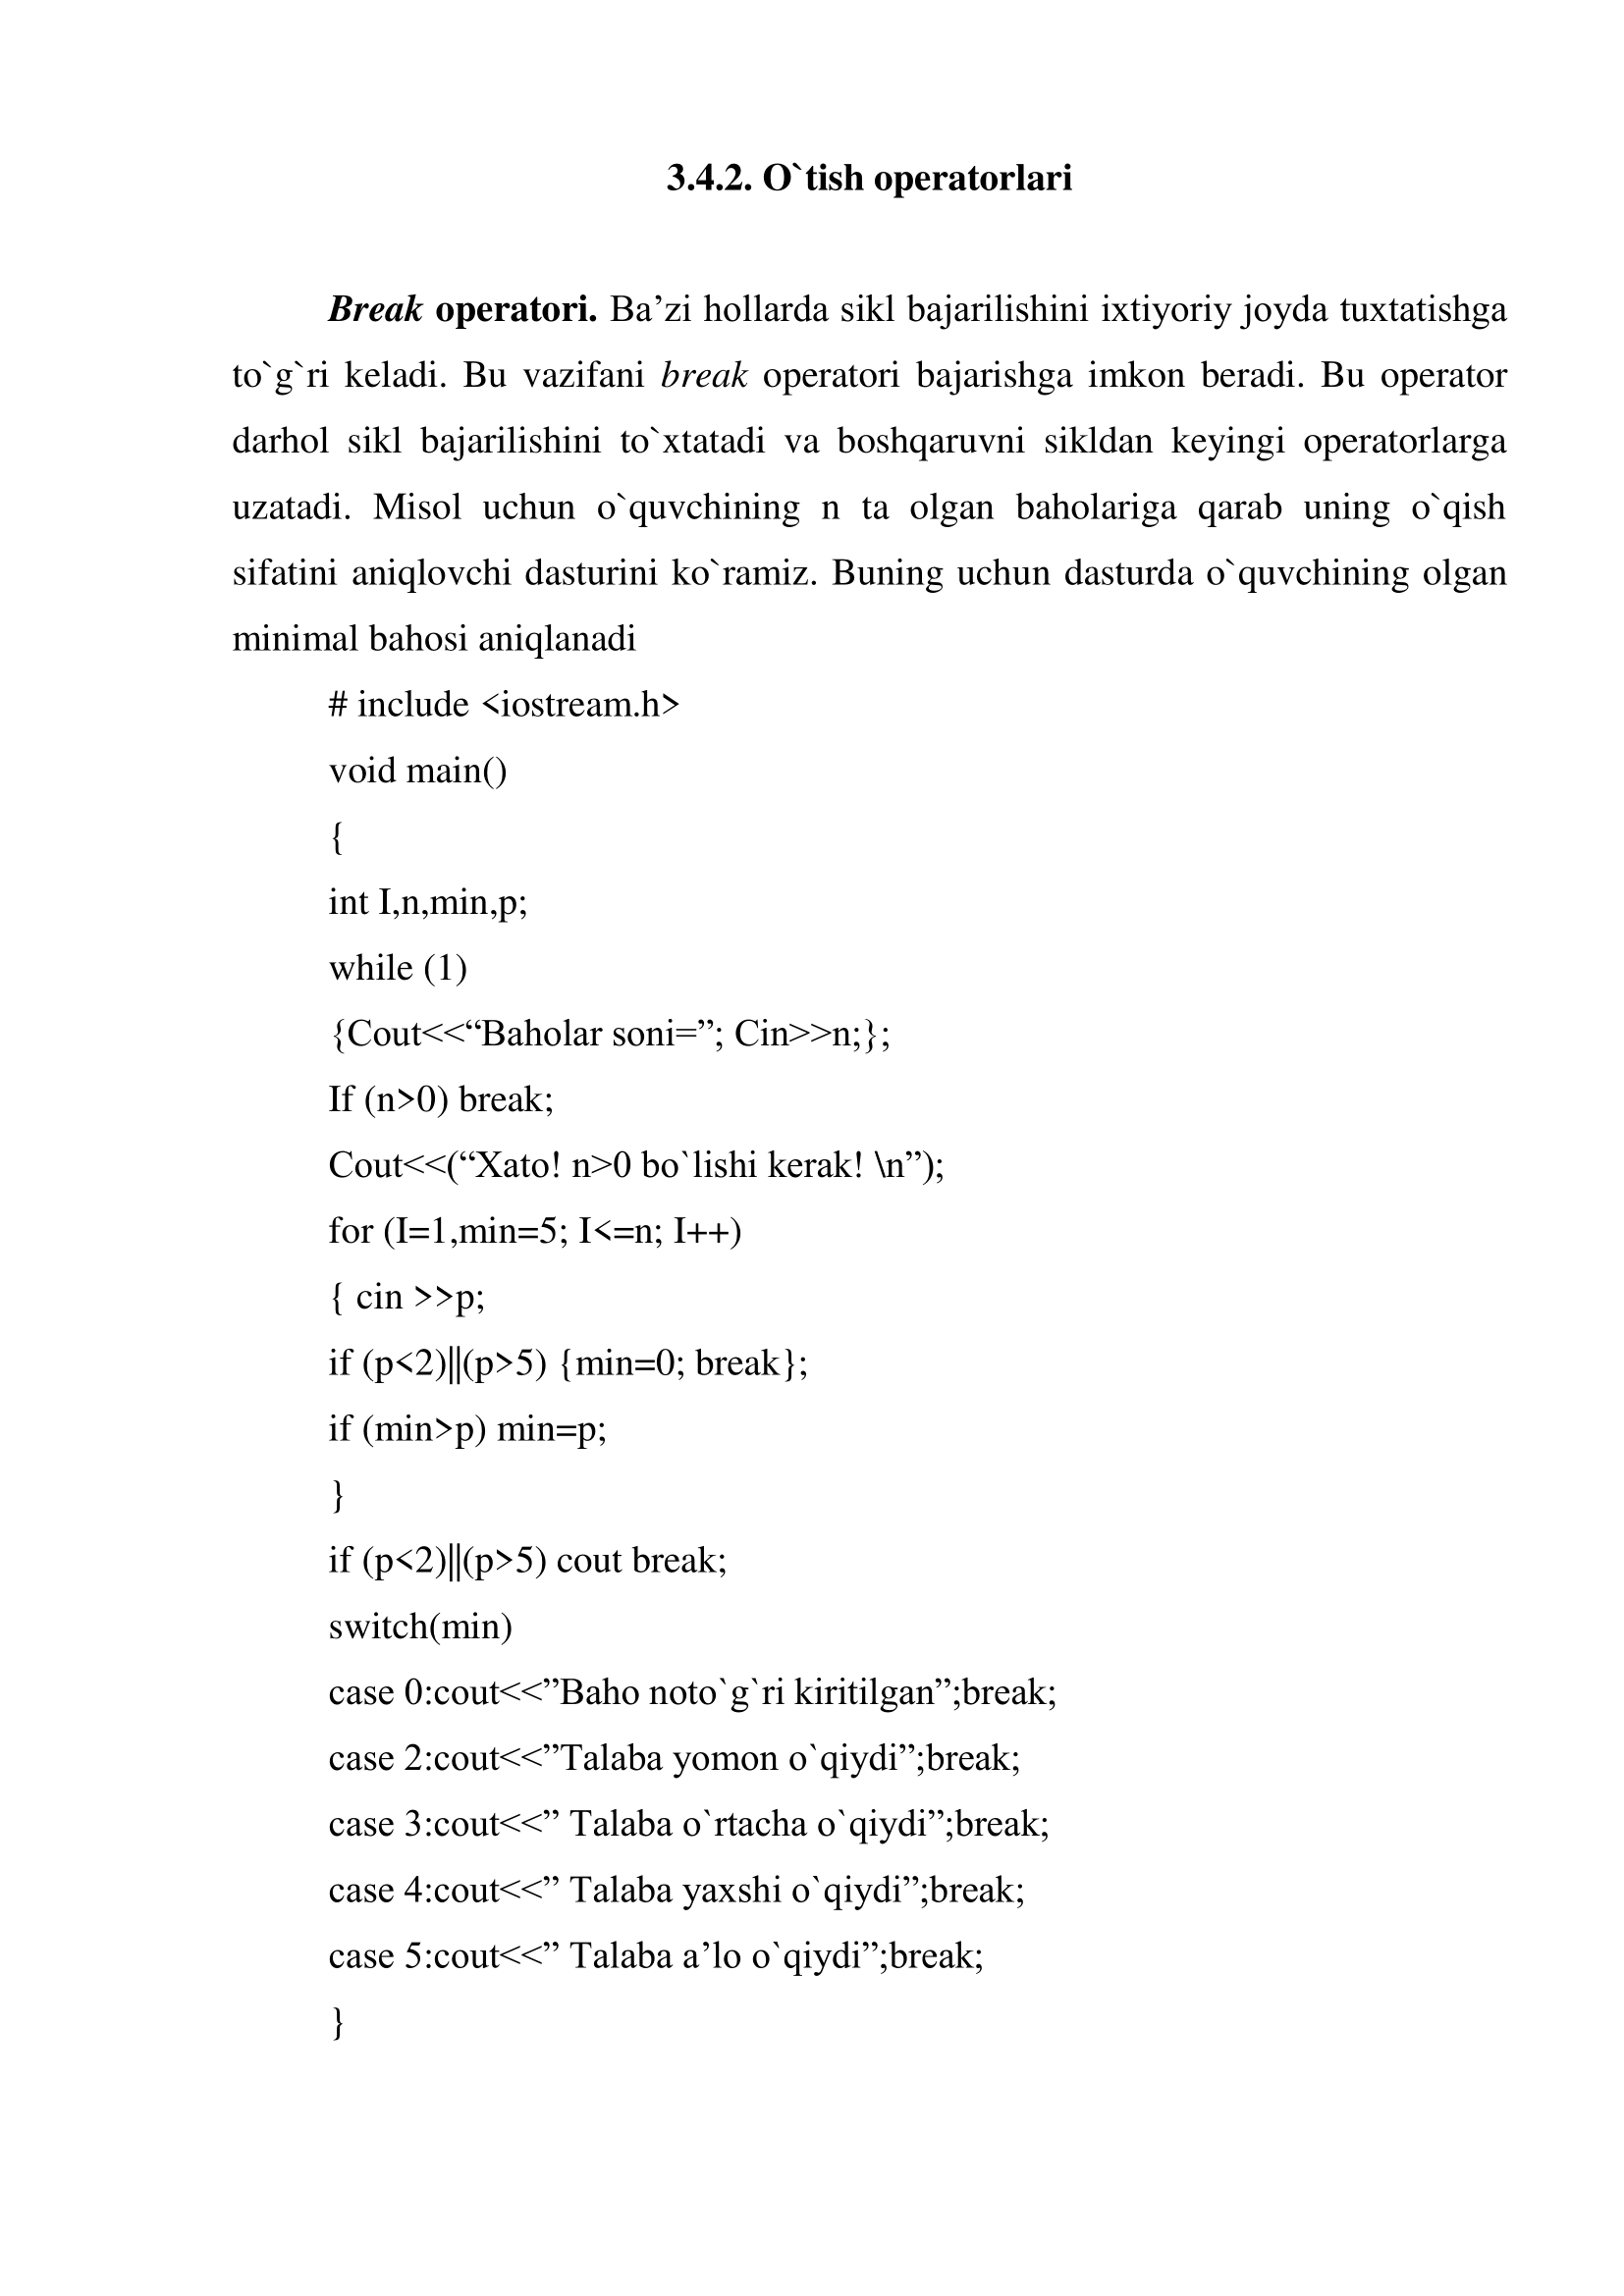 3.4.2. O`tish operatorlari
Break operatori. Ba’zi hollarda sikl bajarilishini ixtiyoriy joyda tuxtatishga
to`g`ri keladi. Bu vazifani break operatori bajarishga imkon beradi. Bu operator
darhol sikl bajarilishini to`xtatadi va boshqaruvni sikldan keyingi operatorlarga
uzatadi. Misol uchun o`quvchining n ta olgan baholariga qarab uning o`qish
sifatini aniqlovchi dasturini ko`ramiz. Buning uchun dasturda o`quvchining olgan
minimal bahosi aniqlanadi
# include <iostream.h>
void main()
{
int I,n,min,p;
while (1)
{Cout<<“Baholar soni=”; Cin>>n;};
If (n>0) break;
Cout<<(“Xato! n>0 bo`lishi kerak! \n”);
for (I=1,min=5; I<=n; I++)
{ cin >>p;
if (p<2)||(p>5) {min=0; break};
if (min>p) min=p;
}
if (p<2)||(p>5) cout break;
switch(min)
case 0:cout<<”Baho noto`g`ri kiritilgan”;break;
case 2:cout<<”Talaba yomon o`qiydi”;break;
case 3:cout<<” Talaba o`rtacha o`qiydi”;break;
case 4:cout<<” Talaba yaxshi o`qiydi”;break;
case 5:cout<<” Talaba a’lo o`qiydi”;break;
}